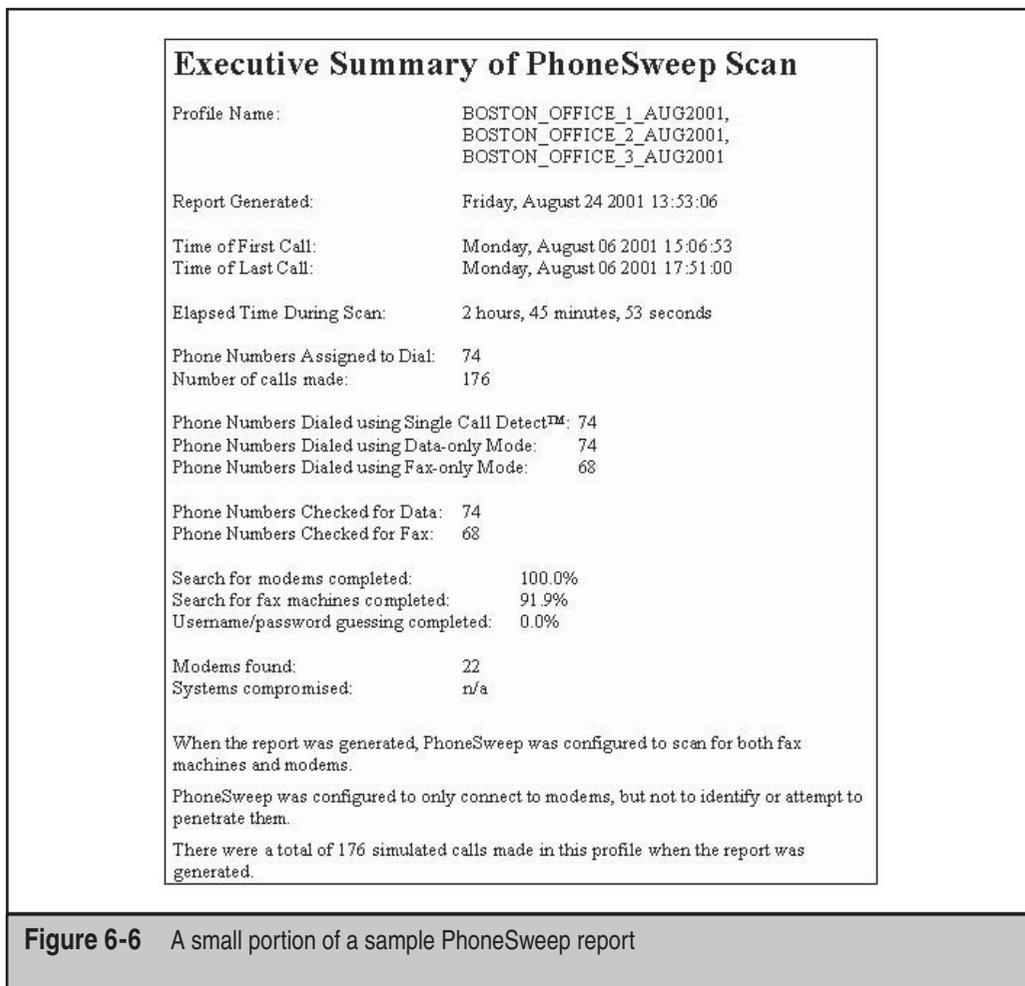 Executive Summary of PhoneSweep Scan
Profile Name: BOSTON_OFFICE_1_AUG2001,
BOSTON_OFFICE_2_AUG2001,
BOSTON_OFFICE_3_AUG2001
Report Generated: Friday, August 24 2001 13:53:06
Time of First Call: Monday, August 06 2001 15:06:53
Time of Last Call: Monday, August 06 2001 17:51:00
Elapsed Time During Scan: 2 hours, 45 minutes, 53 seconds
Phone Numbers Assigned to Dial: 74
Number of calls made: 176
Phone Numbers Dialed using Single Call Detect™: 74
Phone Numbers Dialed using Data-only Mode: 74
Phone Numbers Dialed using Fax-only Mode: 68
Phone Numbers Checked for Data: 74
Phone Numbers Checked for Fax: 68
Search for modems completed: 100.0%
Search for fax machines completed: 91.9%
Username/password guessing completed: 0.0%
Modems found: 22
Systems compromised: n/a
When the report was generated, PhoneSweep was configured to scan for both fax
machines and modems.
PhoneSweep was configured to only connect to modems, but not to identify or attempt to
penetrate them.
There were a total of 176 simulated calls made in this profile when the report was
generated.
Figure 6-6 A small portion of a sample PhoneSweep report